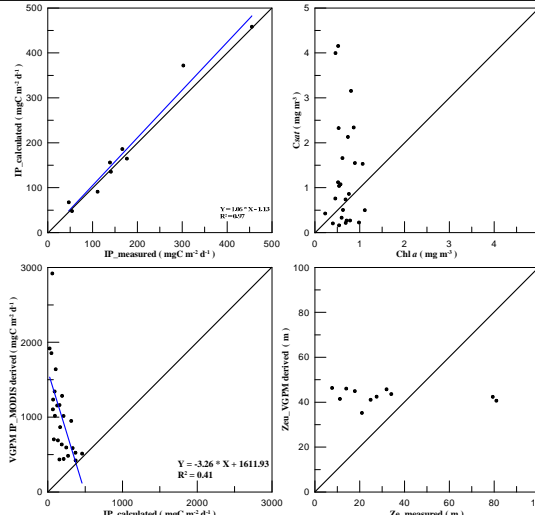 500
400
300
200
100
0
0 100 200 300 400 500
IP_calculated ( mgC m⁻² d⁻¹ )
IP_measured ( mgC m⁻² d⁻¹ )
Y = 1.06 * X - 1.13
R² = 0.97
5
4
3
2
1
0
0 1 2 3 4
Csat ( mg m⁻³ )
Chl a ( mg m⁻³ )
3000
2000
1000
0
0 1000 2000 3000
VGPM IP_MODIS derived ( mgC m⁻² d⁻¹ )
IP_calculated ( mgC m⁻² d⁻¹ )
Y = -3.26 * X + 1611.93
R² = 0.41
100
80
60
40
20
0
0 20 40 60 80
Zeu_VGPM derived ( m )
Ze_measured ( m )